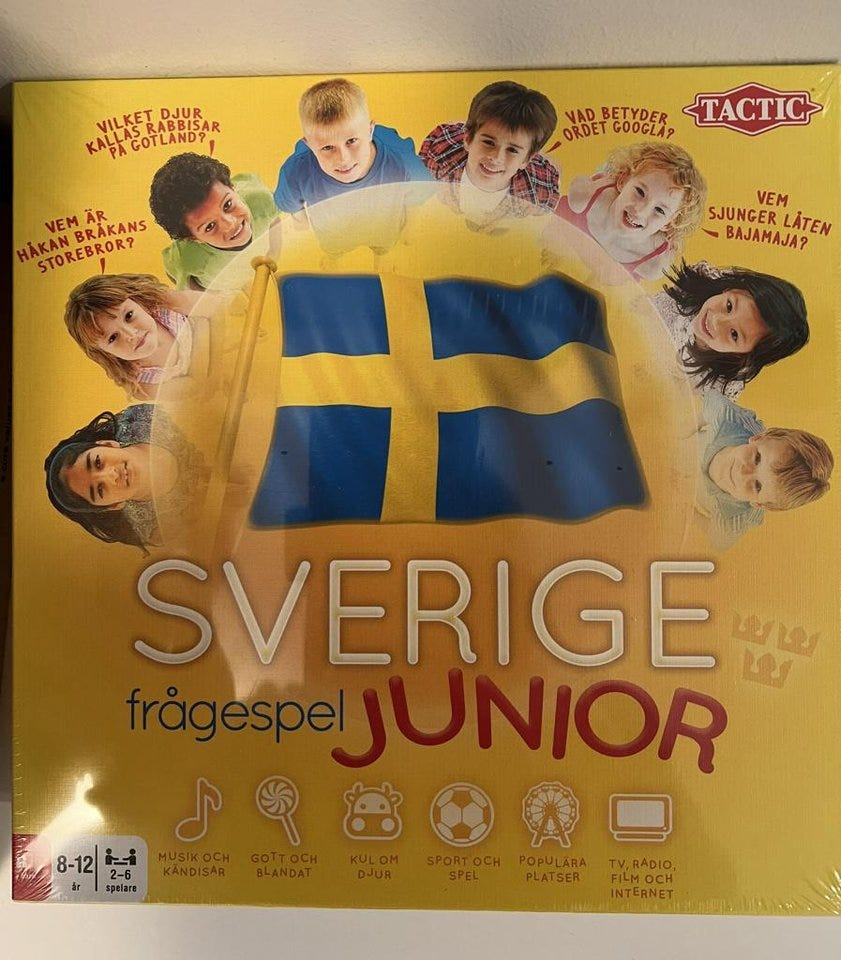 VILKET DJUR
KALLAS RABBISAR
PÅ GOTLAND?
VAD BETYDER
ORDET GOOGLA?
TACTIC
VEM ÄR
HÅKAN BRÅKANS
STOREBROR?
VEM
SJUNGER LÅTEN
BAJAMAJA?
SVERIGE
frågespel JUNIOR
8-12
år
2-6
spelare
MUSIK OCH
KÄNDISAR
GOTT OCH
BLANDAT
KUL OM
DJUR
SPORT OCH
SPEL
POPULÄRA
PLATSER
TV, RADIO,
FILM OCH
INTERNET